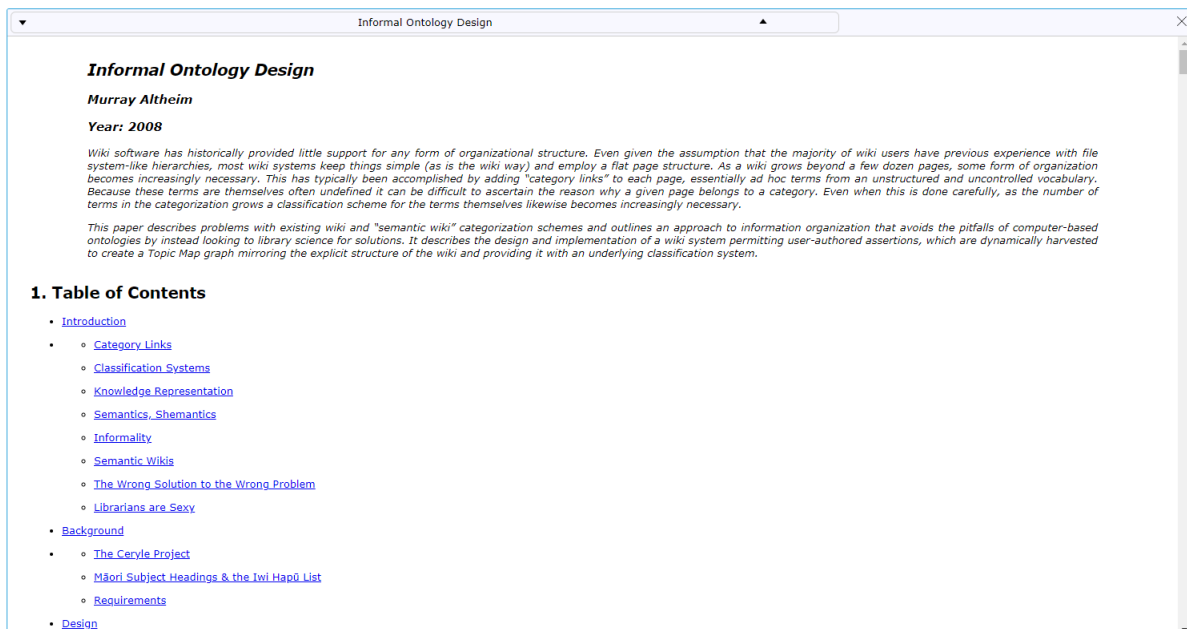 Informal Ontology Design
Informal Ontology Design
Murray Altheim
Year: 2008
Wiki software has historically provided little support for any form of organizational structure. Even given the assumption that the majority of wiki users have previous experience with file
system-like hierarchies, most wiki systems keep things simple (as is the wiki way) and employ a flat page structure. As a wiki grows beyond a few dozen pages, some form of organization
becomes increasingly necessary. This has typically been accomplished by adding “category links” to each page, essentially ad hoc terms from an unstructured and uncontrolled vocabulary.
Because these terms are themselves often undefined it can be difficult to ascertain the reason why a given page belongs to a category. Even when this is done carefully, as the number of
terms in the categorization grows a classification scheme for the terms themselves likewise becomes increasingly necessary.
This paper describes problems with existing wiki and “semantic wiki” categorization schemes and outlines an approach to information organization that avoids the pitfalls of computer-based
ontologies by instead looking to library science for solutions. It describes the design and implementation of a wiki system permitting user-authored assertions, which are dynamically harvested
to create a Topic Map graph mirroring the explicit structure of the wiki and providing it with an underlying classification system.
1. Table of Contents
• Introduction
• ◦ Category Links
◦ Classification Systems
◦ Knowledge Representation
◦ Semantics, Shemantics
◦ Informality
◦ Semantic Wikis
◦ The Wrong Solution to the Wrong Problem
◦ Librarians are Sexy
• Background
• ◦ The Ceryle Project
◦ Māori Subject Headings & the Iwi Hapū List
◦ Requirements
• Design